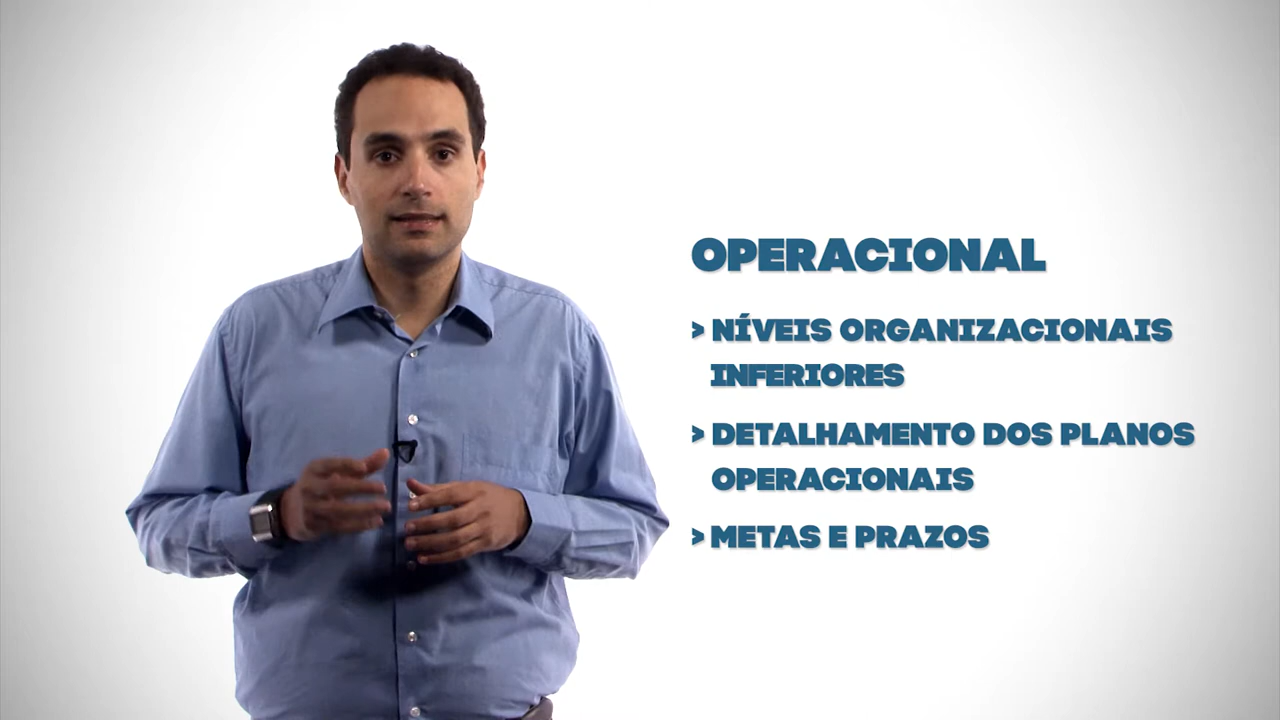 OPERACIONAL
> NÍVEIS ORGANIZACIONAIS
INFERIORES
> DETALHAMENTO DOS PLANOS
OPERACIONAIS
> METAS E PRAZOS